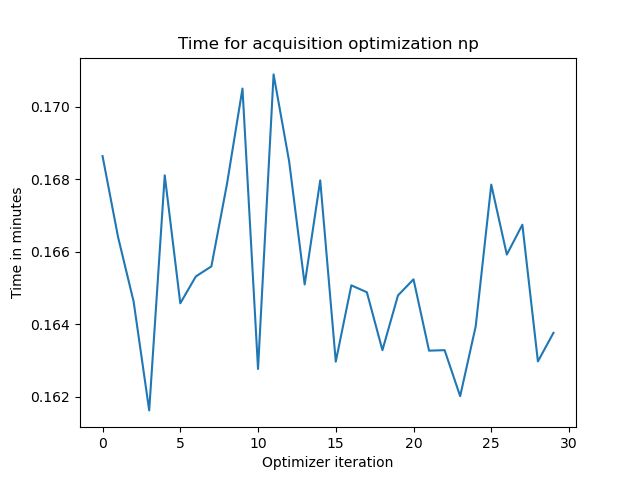 Time for acquisition optimization np
0.170
0.168
0.166
0.164
0.162
Time in minutes
0 5 10 15 20 25 30
Optimizer iteration